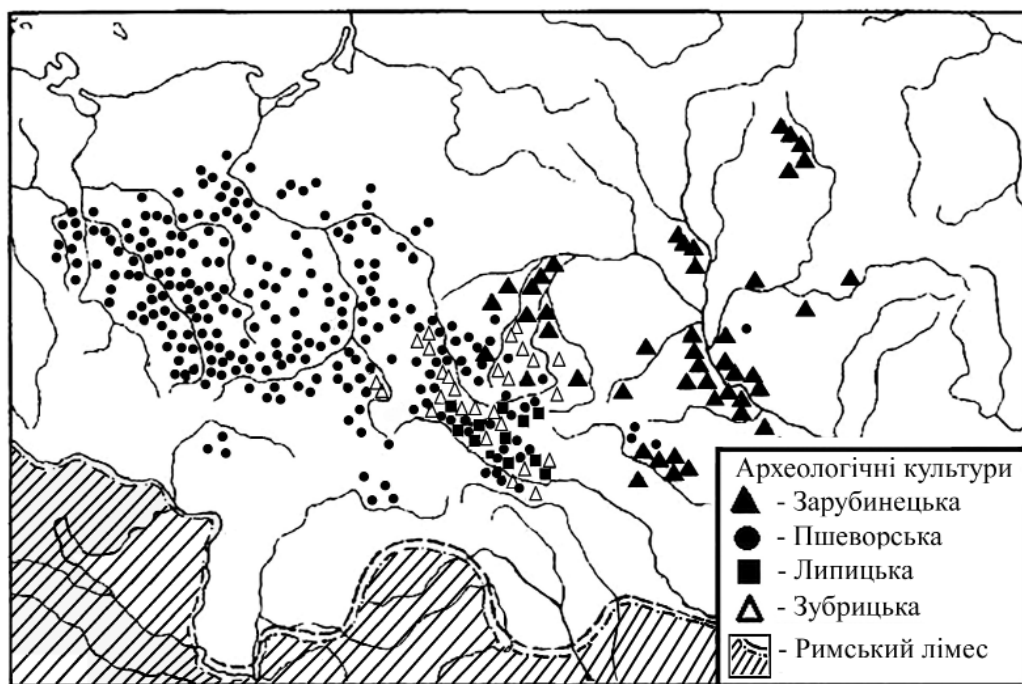 Археологічні культури
- Зарубинецька
- Пшеворська
- Липицька
- Зубрицька
- Римський лімес